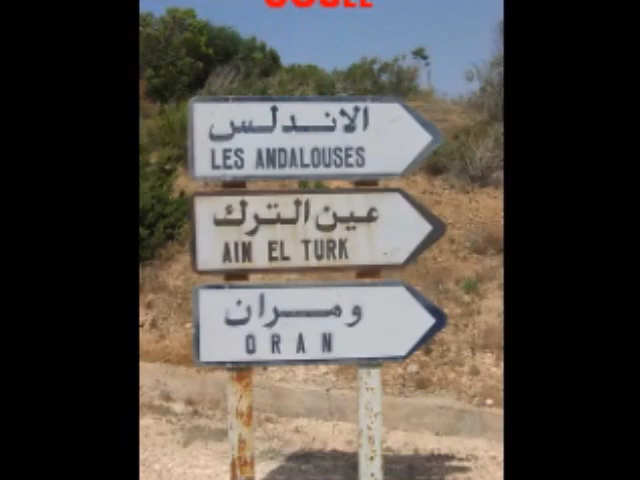 الاندلس
LES ANDALOUSES
عين الترك
AIN EL TURK
وهران
ORAN